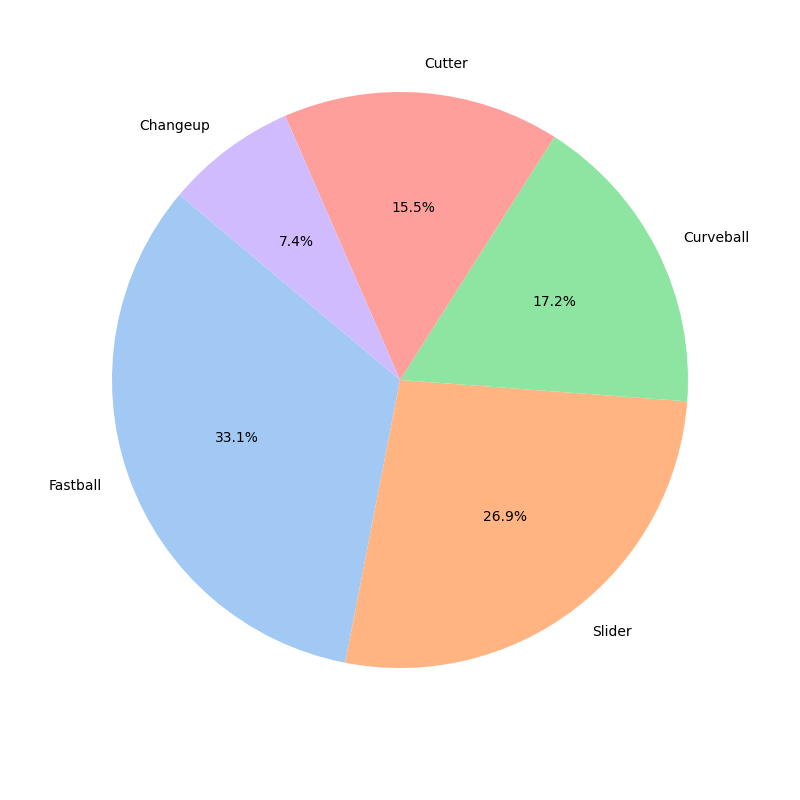 Cutter
Changeup
15.5%
7.4%
Curveball
17.2%
33.1%
Fastball
26.9%
Slider